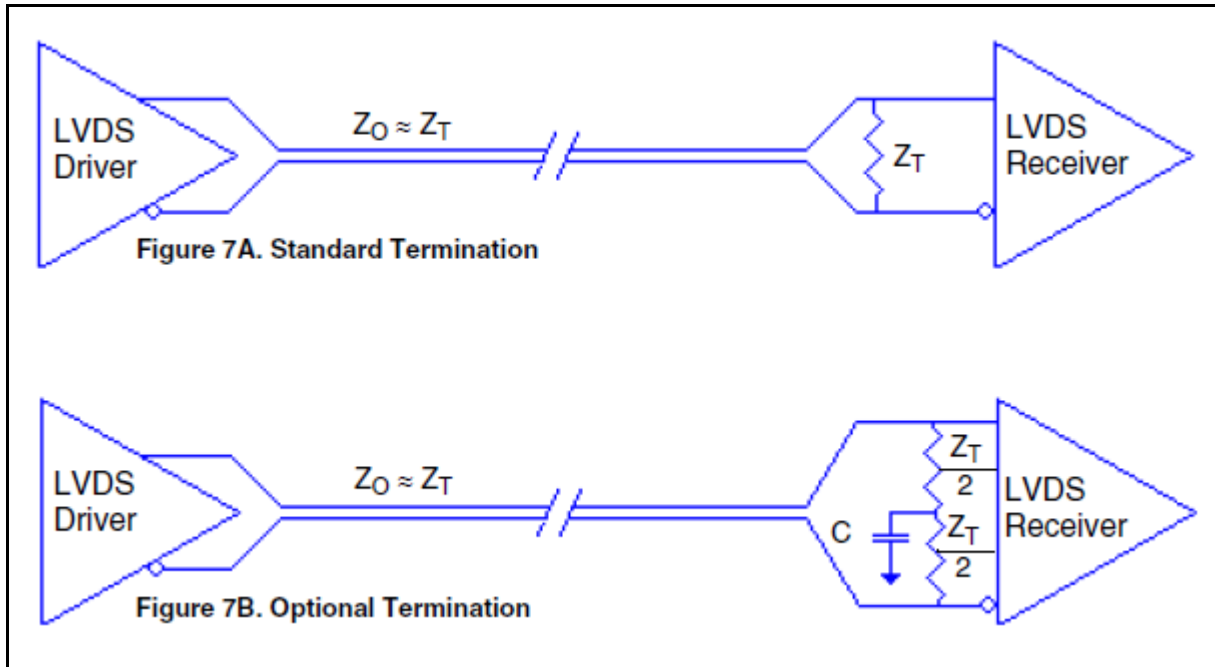 LVDS
Driver
Z_O ≈ Z_T
Z_T
LVDS
Receiver
Figure 7A. Standard Termination
LVDS
Driver
Z_O ≈ Z_T
C
Z_T
2
Z_T
2
LVDS
Receiver
Figure 7B. Optional Termination